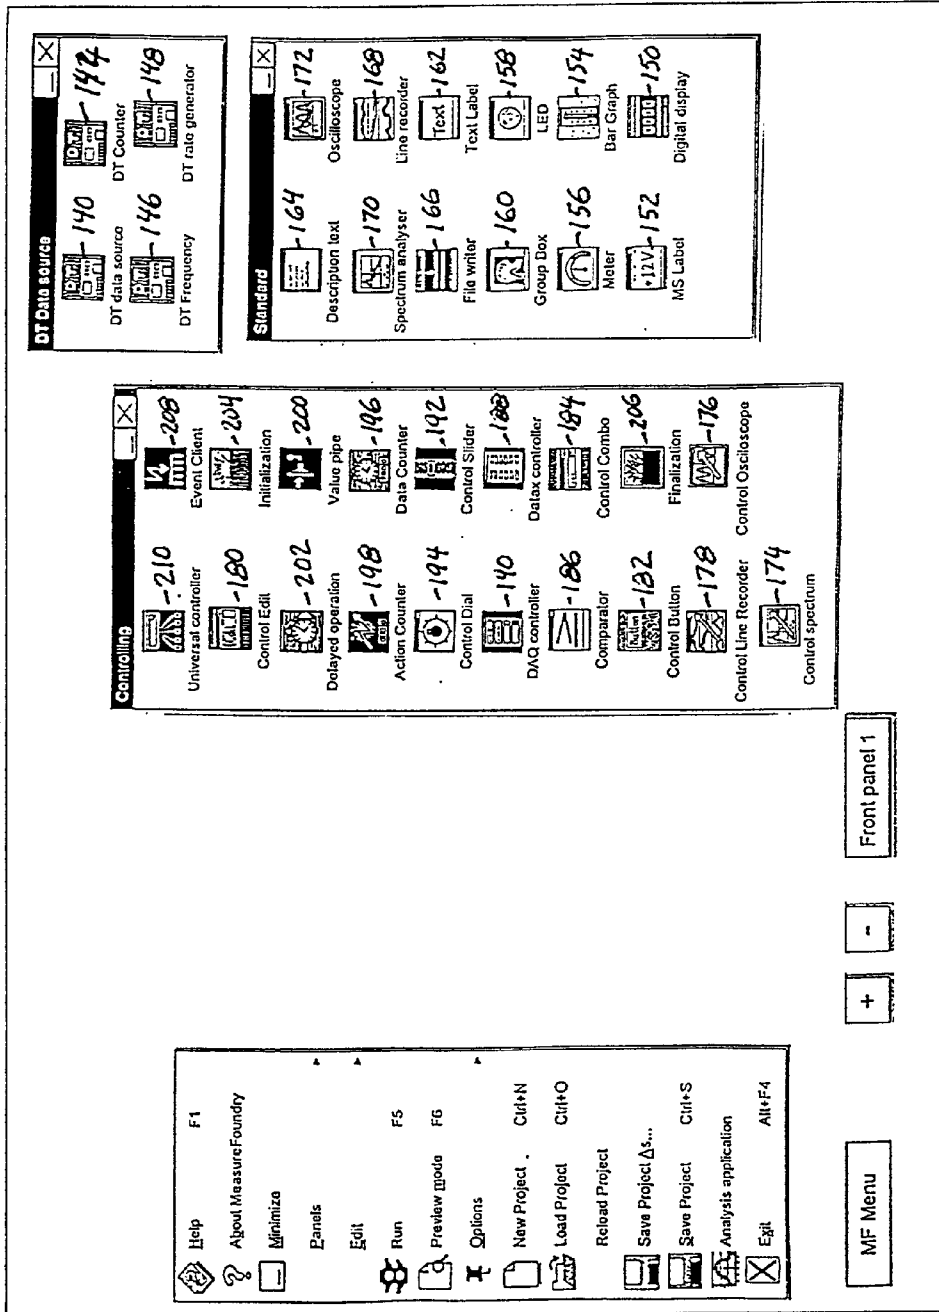 Help F1
About MeasureFoundry
Minimize
Panels
Edit
Run F5
Preview mode F6
Options
New Project . Ctrl+N
Load Project Ctrl+O
Reload Project
Save Project As...
Save Project Ctrl+S
Analysis application
Exit Alt+F4
MF Menu
+
-
Front panel 1
Controlling
-210
-208
Universal controller
Event Client
-180
-204
Control Edit
Initialization
-202
-200
Delayed operation
Value pipe
-198
-196
Action Counter
Data Counter
-194
-192
Control Dial
Control Slider
-140
-188
DAQ controller
Datax controller
-186
-184
Comparator
Control Combo
-182
-206
Control Button
Finalization
-178
-176
Control Line Recorder
Control Oscilloscope
-174
Control spectrum
DT Data source
-140
-144
DT data source
DT Counter
-146
-148
DT Frequency
DT rate generator
Standard
-164
-172
Description text
Oscilloscope
-170
-168
Spectrum analyser
Line recorder
-166
Text -162
File writer
Text Label
-160
-158
Group Box
LED
-156
-154
Meter
Bar Graph
+12V -152
-150
MS Label
Digital display